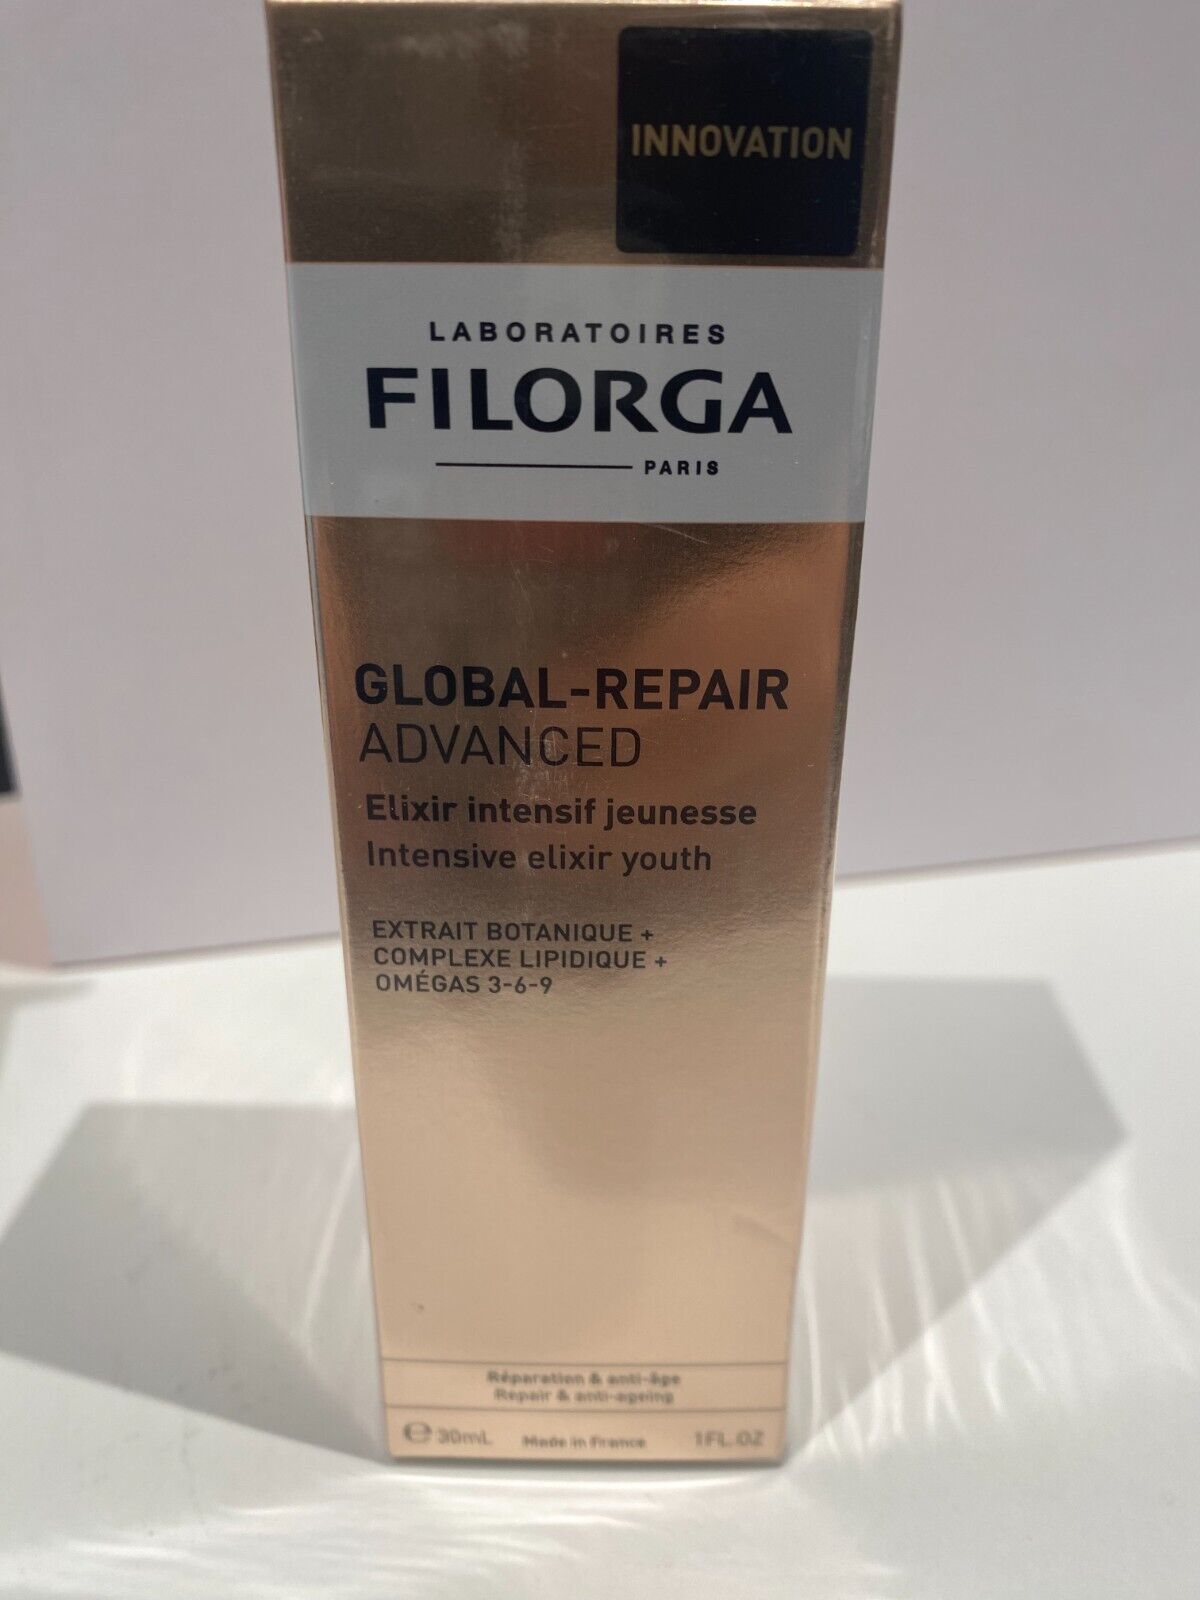 INNOVATION
LABORATOIRES
FILORGA
PARIS
GLOBAL-REPAIR
ADVANCED
Elixir intensif jeunesse
Intensive elixir youth
EXTRAIT BOTANIQUE +
COMPLEXE LIPIDIQUE +
OMÉGAS 3-6-9
Réparation & anti-âge
Repair & anti-ageing
℮ 30mL Made in France 1FL.OZ